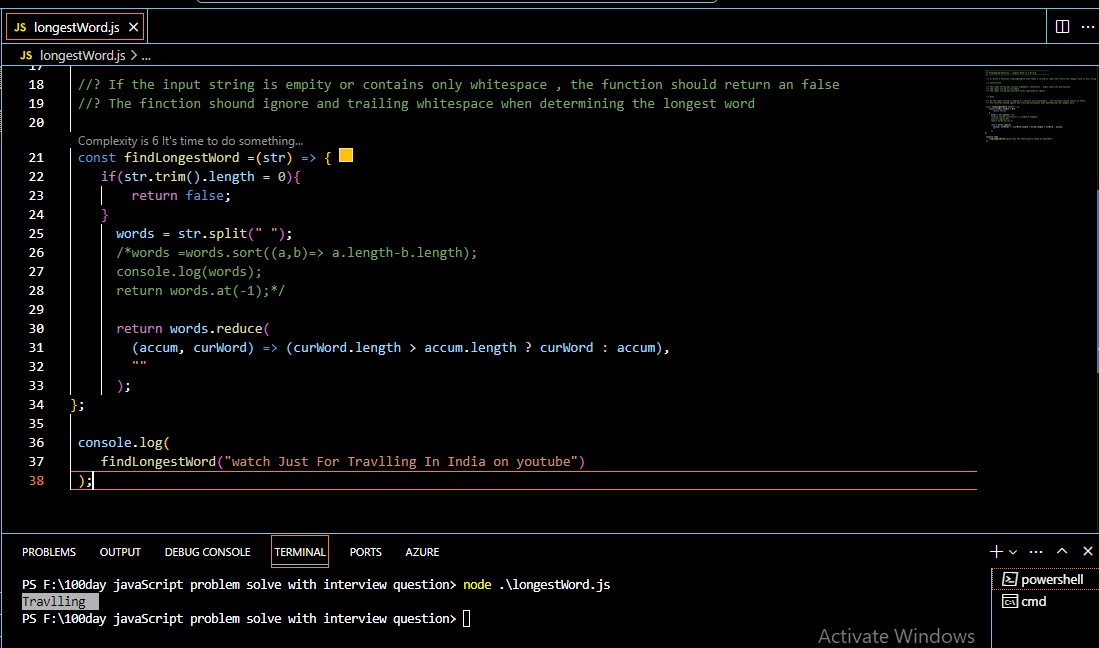 JS longestWord.js ×
JS longestWord.js > ...
17
18 //? If the input string is empity or contains only whitespace , the function should return an false
19 //? The finction shound ignore and trailing whitespace when determining the longest word
20
Complexity is 6 It's time to do something...
21 const findLongestWord =(str) => {
22 if(str.trim().length = 0){
23 return false;
24 }
25 words = str.split(" ");
26 /*words =words.sort((a,b)=> a.length-b.length);
27 console.log(words);
28 return words.at(-1);*/
29
30 return words.reduce(
31 (accum, curWord) => (curWord.length > accum.length ? curWord : accum),
32 ""
33 );
34 };
35
36 console.log(
37 findLongestWord("watch Just For Travlling In India on youtube")
38 );
PROBLEMS OUTPUT DEBUG CONSOLE TERMINAL PORTS AZURE
PS F:\100day javaScript problem solve with interview question> node .\longestWord.js
Travlling
PS F:\100day javaScript problem solve with interview question>
powershell
cmd
Activate Windows